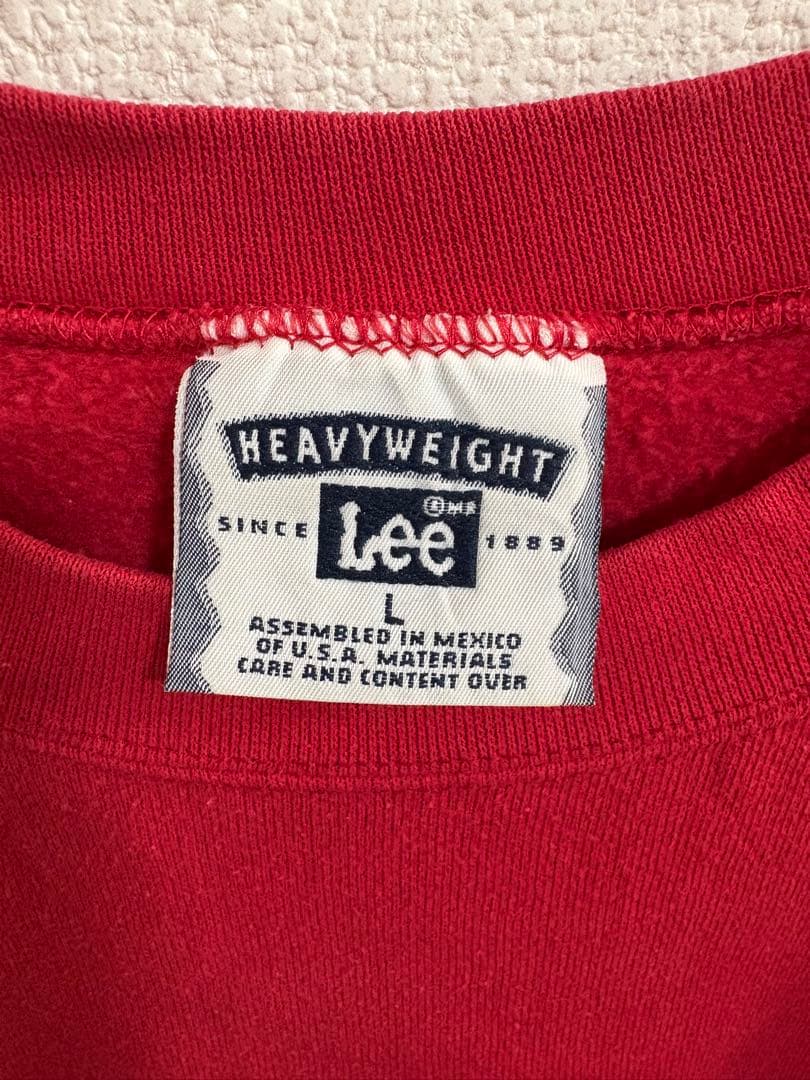 HEAVYWEIGHT
SINCE Lee 1889
L
ASSEMBLED IN MEXICO
OF U.S.A. MATERIALS
CARE AND CONTENT OVER